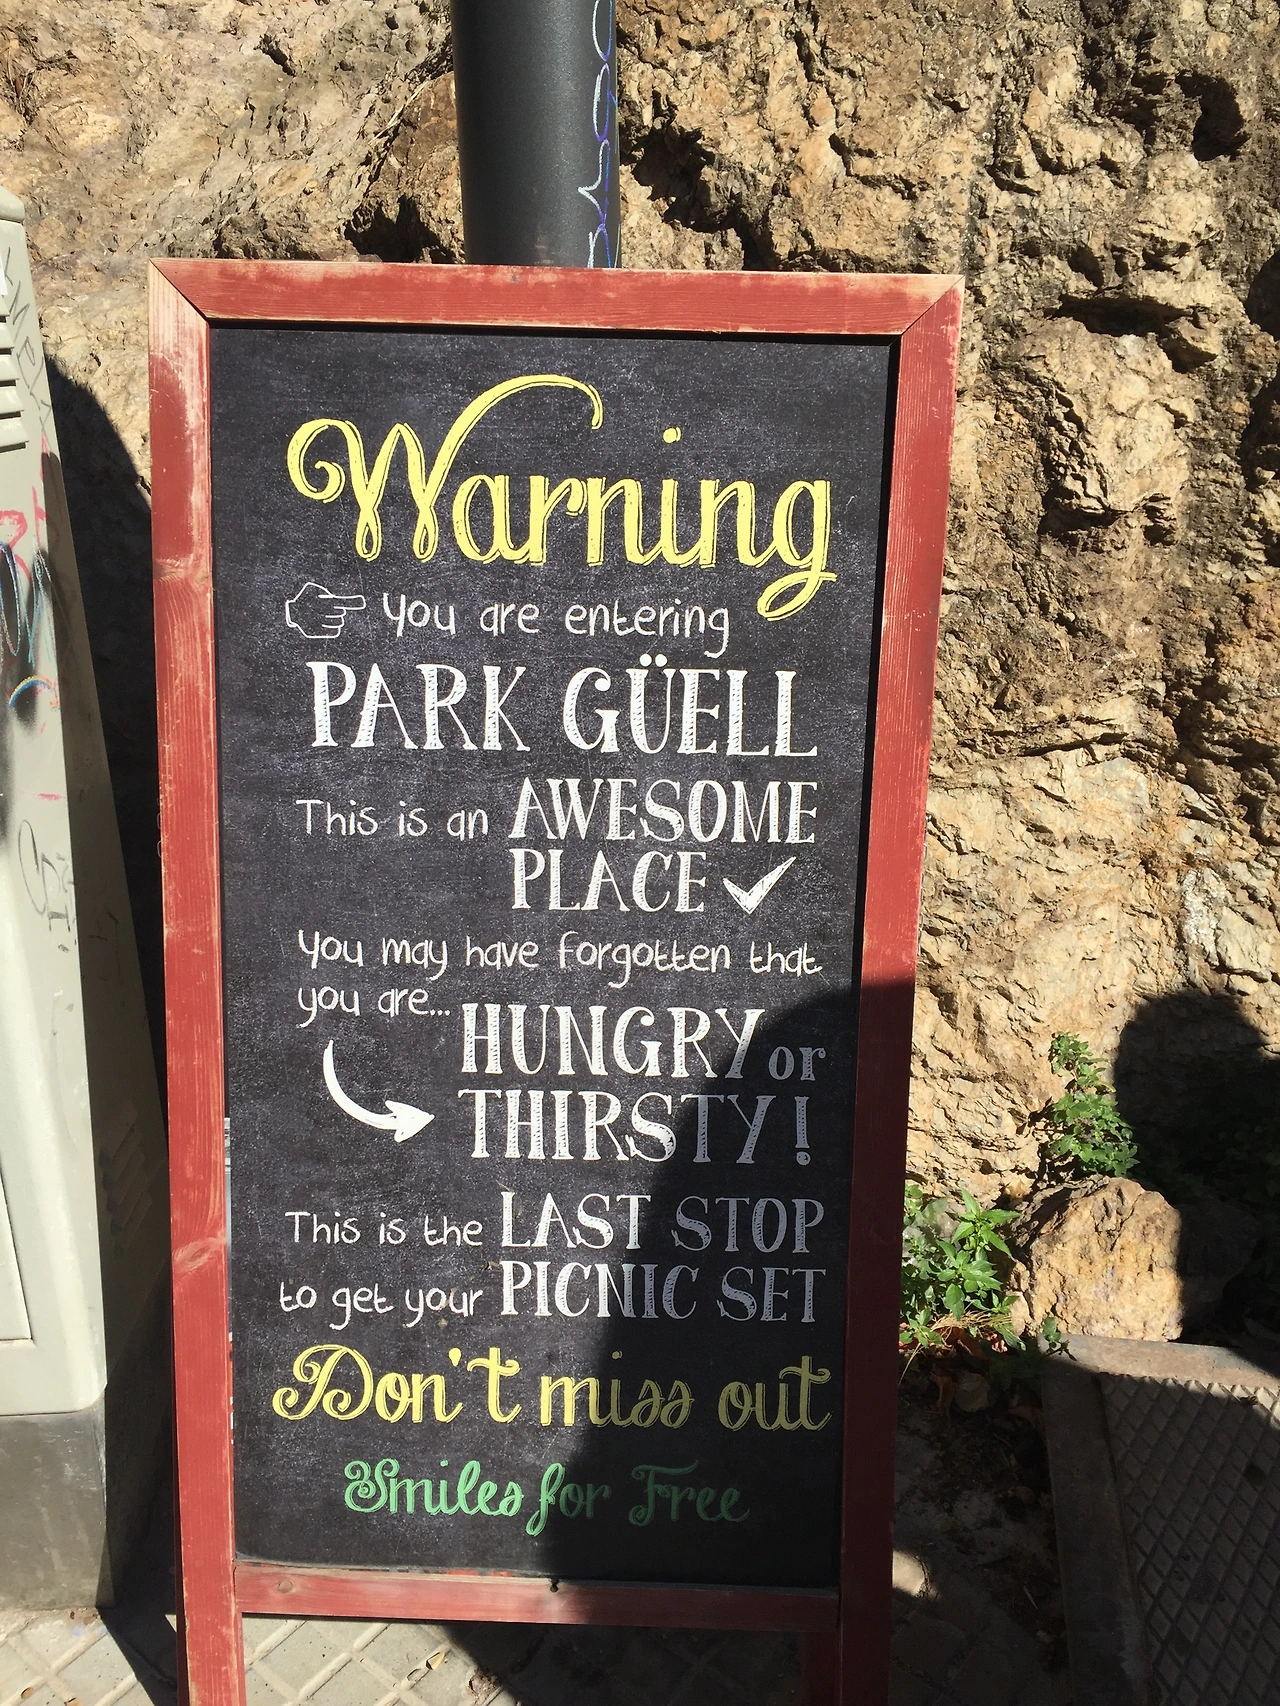 Warning
You are entering
PARK GÜELL
This is an AWESOME
PLACE
You may have forgotten that
you are... HUNGRY or
THIRSTY!
This is the LAST STOP
to get your PICNIC SET
Don't miss out
Smiles for Free